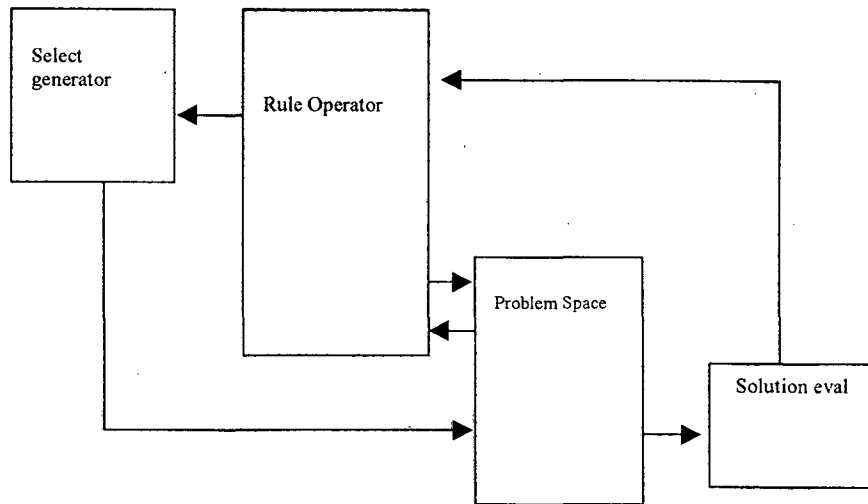 Select
generator
Rule Operator
Problem Space
Solution eval